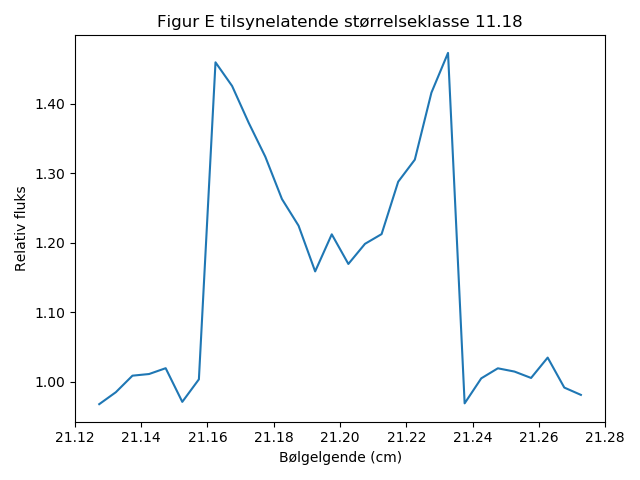 Figur E tilsynelatende størrelseklasse 11.18
1.40
1.30
1.20
1.10
1.00
Relativ fluks
21.12 21.14 21.16 21.18 21.20 21.22 21.24 21.26 21.28
Bølgelgende (cm)